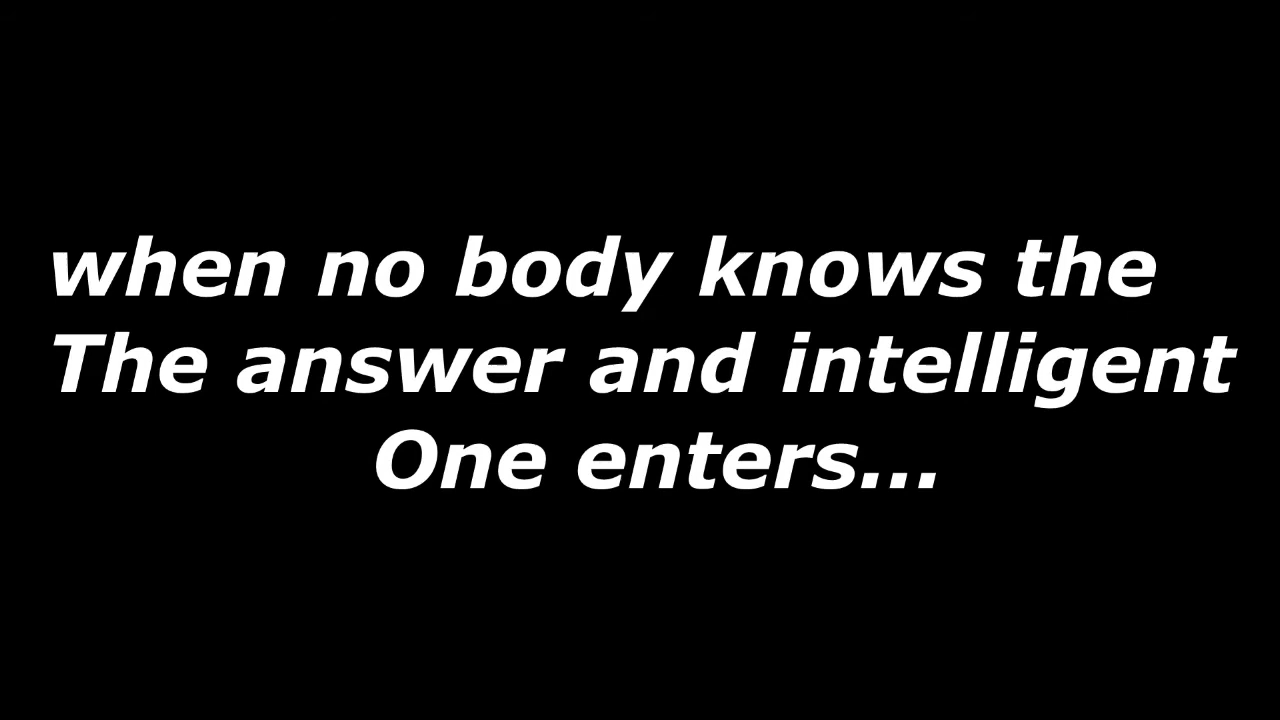 when no body knows the
The answer and intelligent
One enters...